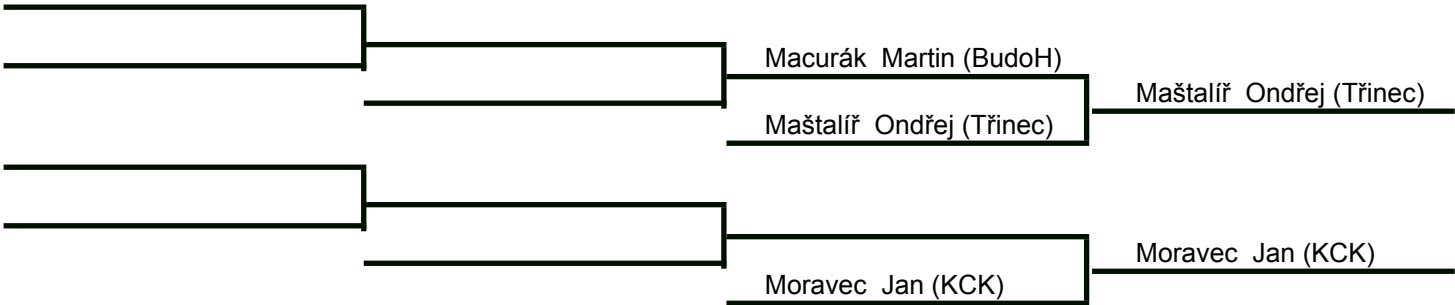 Macurák Martin (BudoH)
Maštalíř Ondřej (Třinec)
Maštalíř Ondřej (Třinec)
Moravec Jan (KCK)
Moravec Jan (KCK)